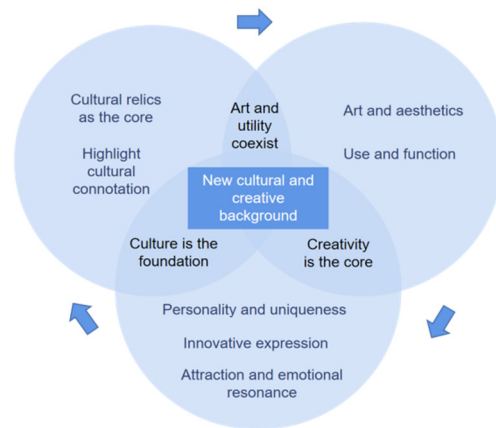 Cultural relics
as the core
Highlight
cultural
connotation
Art and
utility
coexist
Art and aesthetics
Use and function
New cultural and
creative
background
Culture is the
foundation
Creativity
is the core
Personality and uniqueness
Innovative expression
Attraction and emotional
resonance